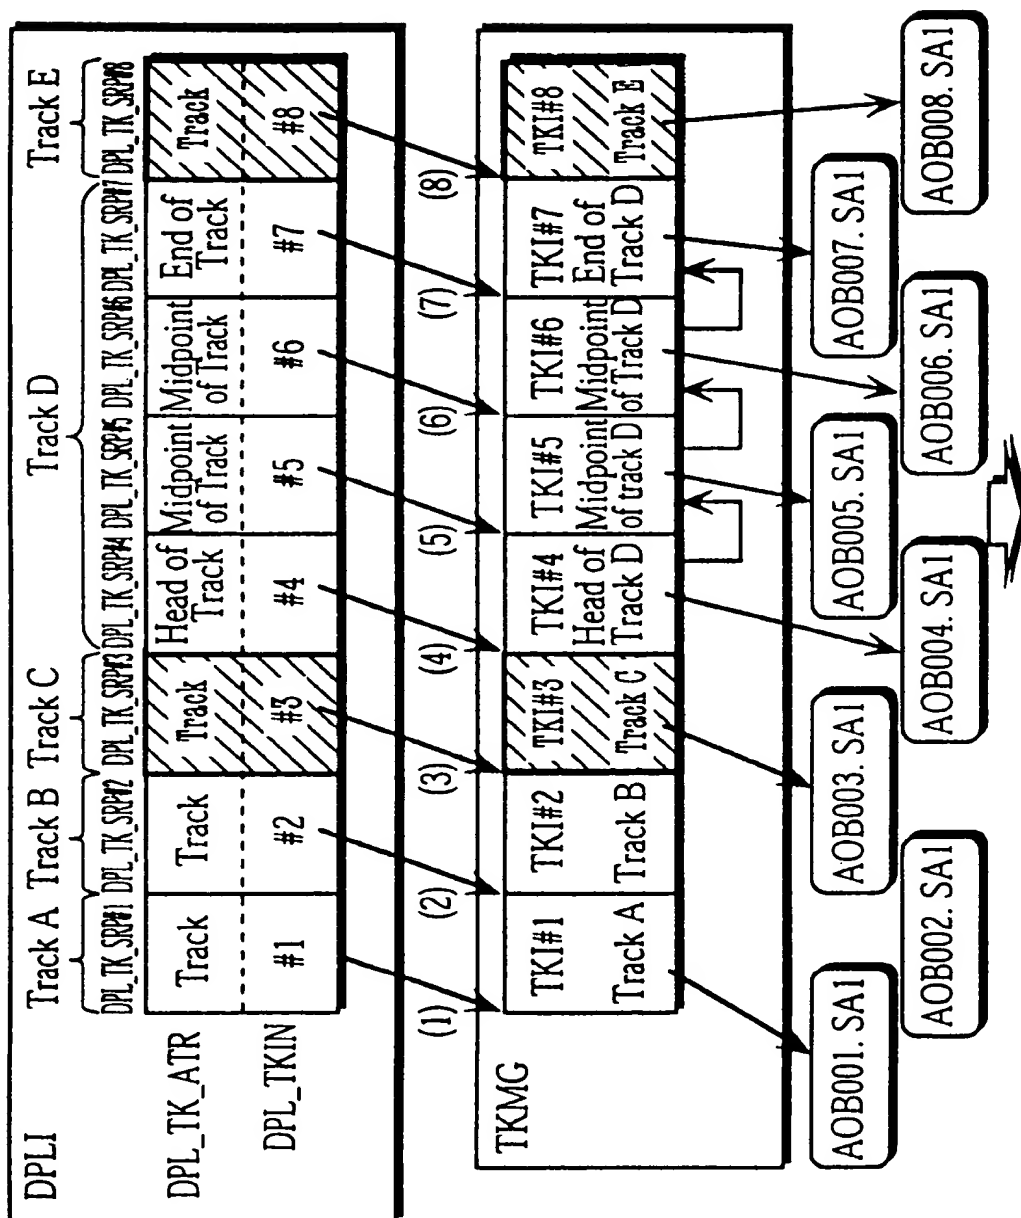 DPLI
Track A Track B Track C Track D Track E
DPL_TK_SRP#1 DPL_TK_SRP#2 DPL_TK_SRP#3 DPL_TK_SRP#4 DPL_TK_SRP#5 DPL_TK_SRP#6 DPL_TK_SRP#7 DPL_TK_SRP#8
DPL_TK_ATR Track Track Track Head of Track Midpoint of Track Midpoint of Track End of Track Track
DPL_TKIN #1 #2 #3 #4 #5 #6 #7 #8
(1) (2) (3) (4) (5) (6) (7) (8)
TKMG
TKI#1 TKI#2 TKI#3 TKI#4 TKI#5 TKI#6 TKI#7 TKI#8
Track A Track B Track C Head of Track D Midpoint of track D Midpoint of Track D End of Track D Track E
AOB001. SA1 AOB003. SA1 AOB005. SA1 AOB007. SA1
AOB002. SA1 AOB004. SA1 AOB006. SA1 AOB008. SA1